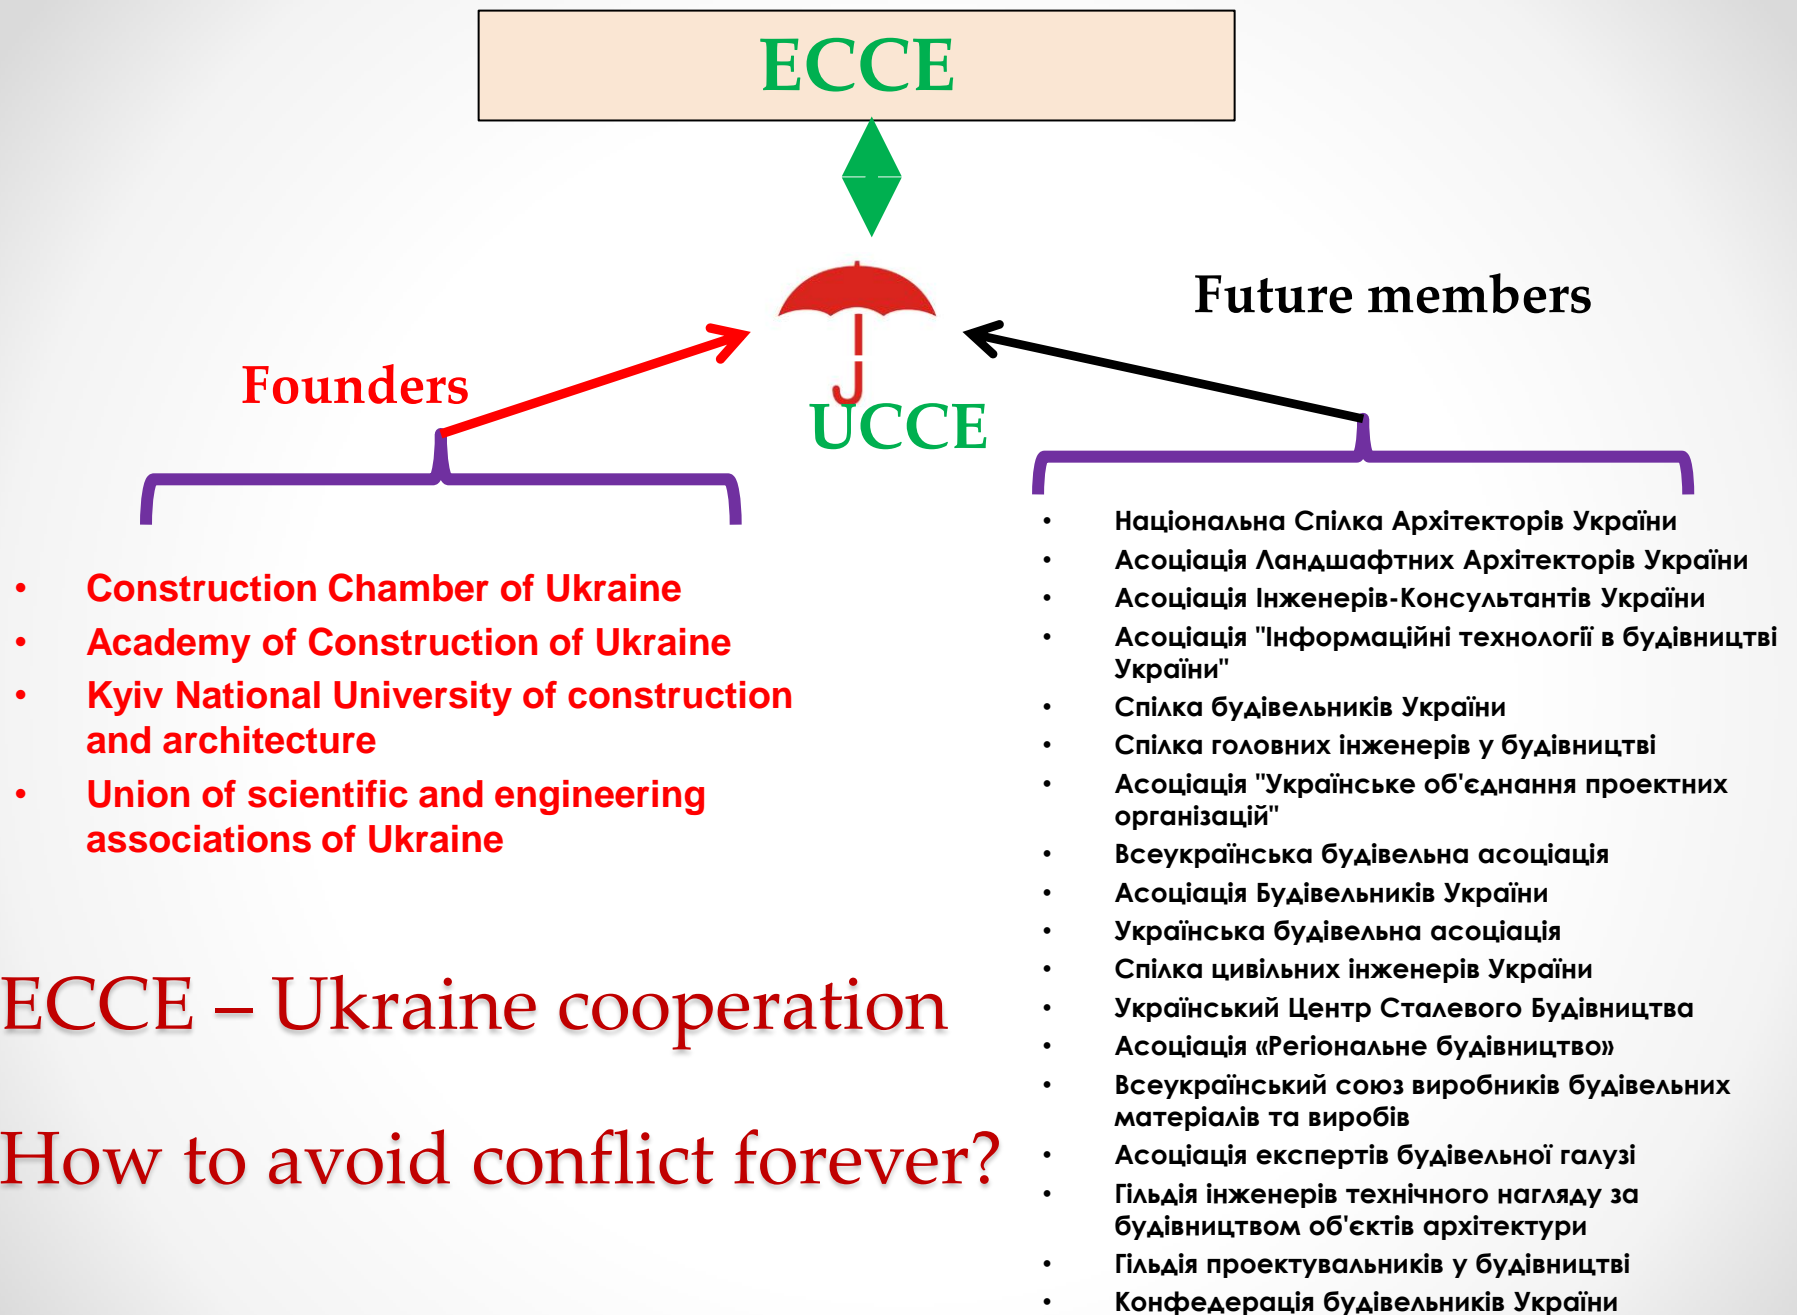 ECCE
Future members
Founders
UCCE
• Construction Chamber of Ukraine
• Academy of Construction of Ukraine
• Kyiv National University of construction
and architecture
• Union of scientific and engineering
associations of Ukraine
ECCE – Ukraine cooperation
How to avoid conflict forever?
• Національна Спілка Архітекторів України
• Асоціація Ландшафтних Архітекторів України
• Асоціація Інженерів-Консультантів України
• Асоціація "Інформаційні технології в будівництві
України"
• Спілка будівельників України
• Спілка головних інженерів у будівництві
• Асоціація "Українське об'єднання проектних
організацій"
• Всеукраїнська будівельна асоціація
• Асоціація Будівельників України
• Українська будівельна асоціація
• Спілка цивільних інженерів України
• Український Центр Сталевого Будівництва
• Асоціація «Регіональне будівництво»
• Всеукраїнський союз виробників будівельних
матеріалів та виробів
• Асоціація експертів будівельної галузі
• Гільдія інженерів технічного нагляду за
будівництвом об'єктів архітектури
• Гільдія проектувальників у будівництві
• Конфедерація будівельників України